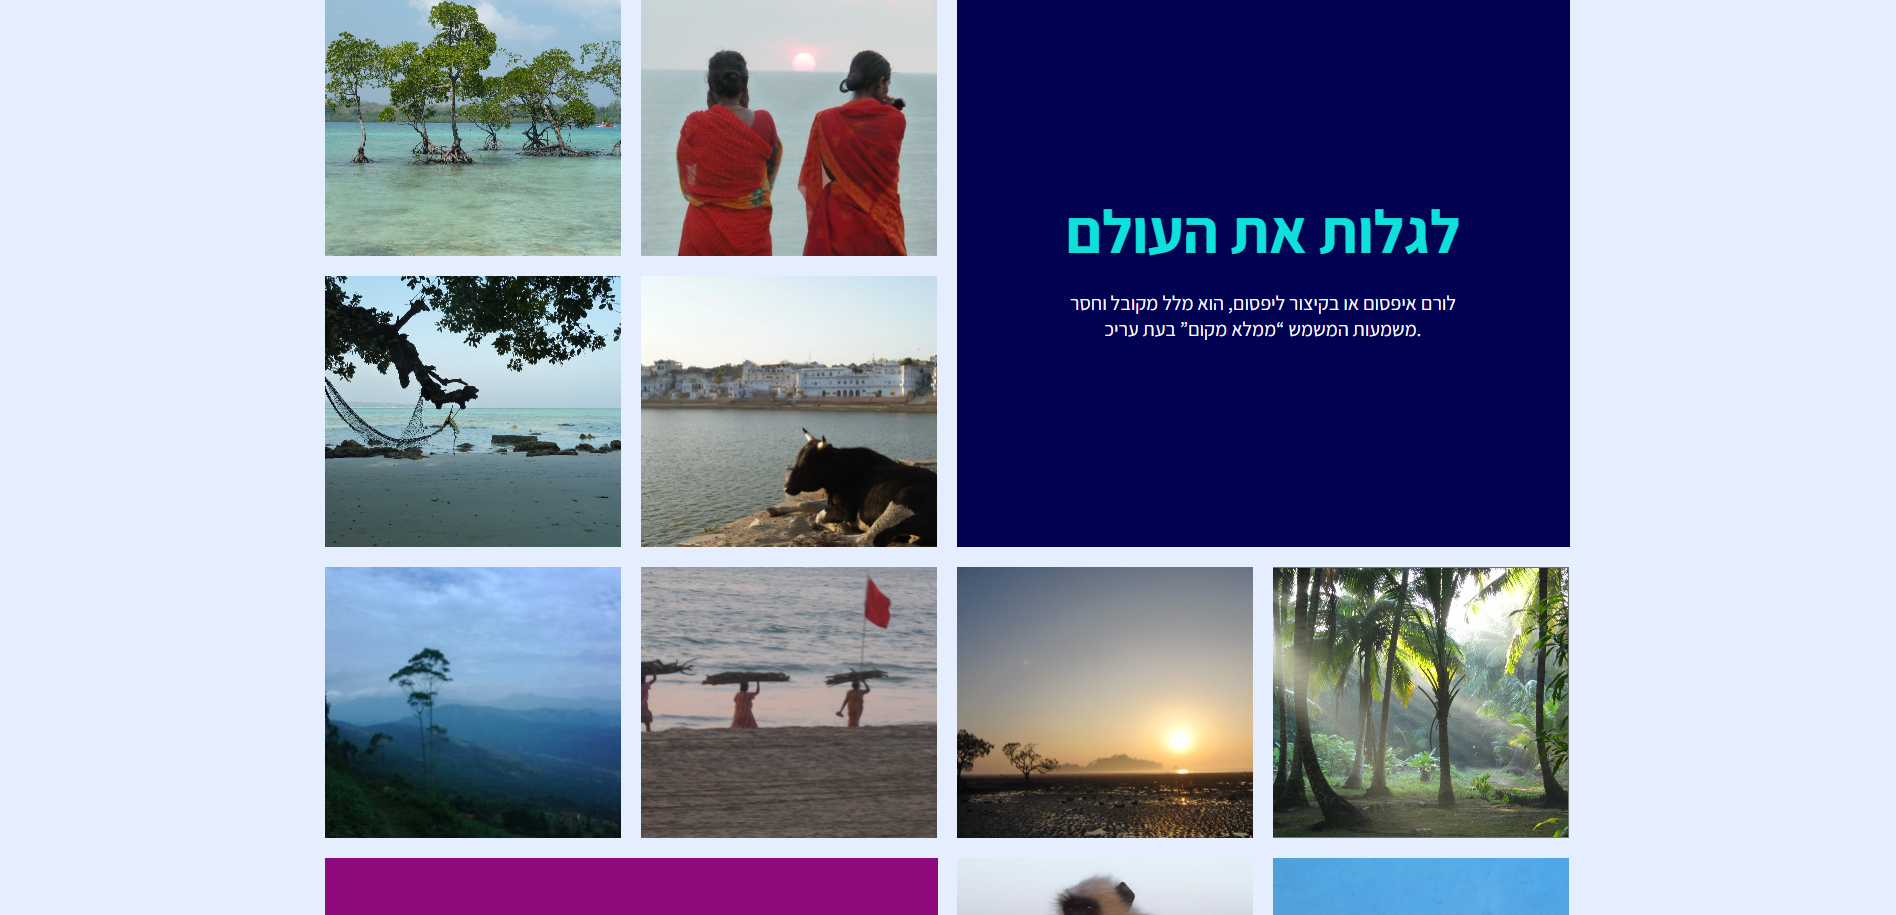 לגלות את העולם
לורם איפסום או בקיצור ליפסום, הוא מלל מקובל וחסר
.משמעות המשמש “ממלא מקום” בעת עריכ